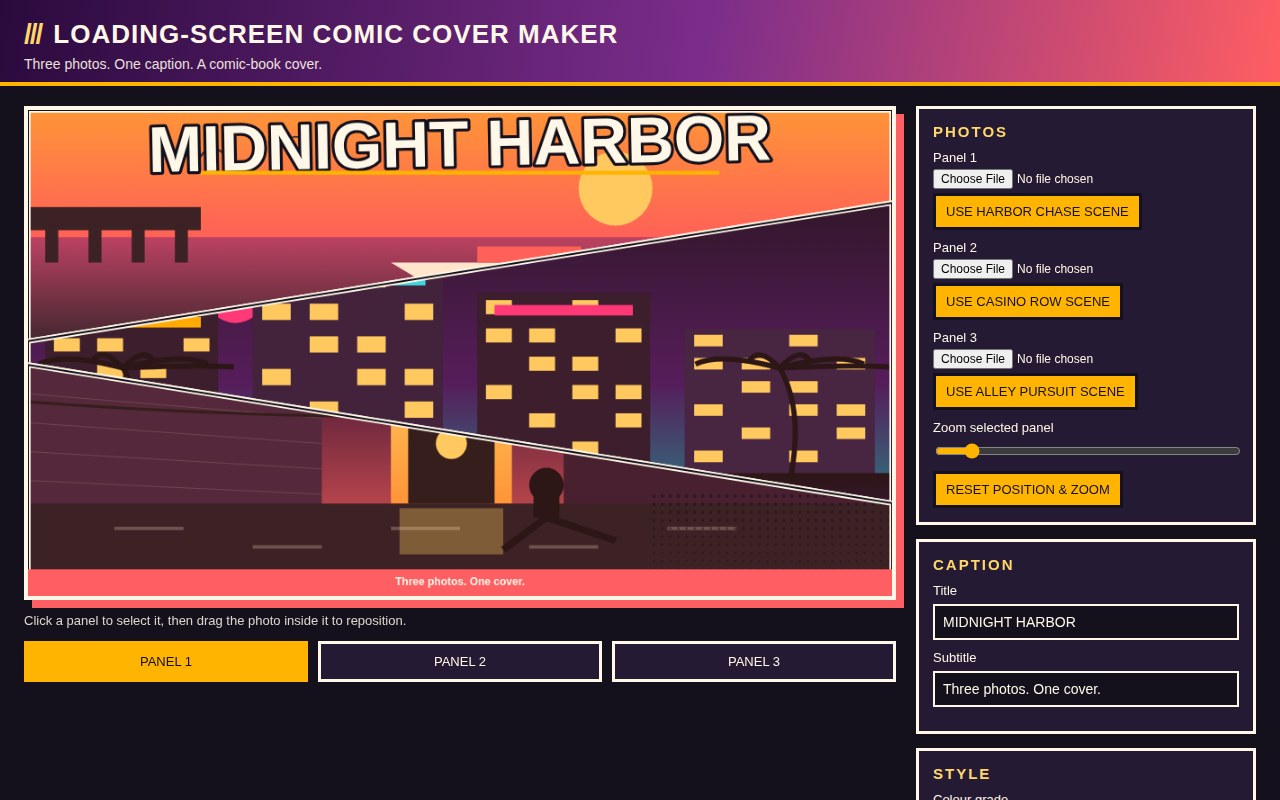 /// LOADING-SCREEN COMIC COVER MAKER
Three photos. One caption. A comic-book cover.
MIDNIGHT HARBOR
Three photos. One cover.
Click a panel to select it, then drag the photo inside it to reposition.
PANEL 1
PANEL 2
PANEL 3
PHOTOS
Panel 1
Choose File No file chosen
USE HARBOR CHASE SCENE
Panel 2
Choose File No file chosen
USE CASINO ROW SCENE
Panel 3
Choose File No file chosen
USE ALLEY PURSUIT SCENE
Zoom selected panel
RESET POSITION & ZOOM
CAPTION
Title
MIDNIGHT HARBOR
Subtitle
Three photos. One cover.
STYLE
Colour grade